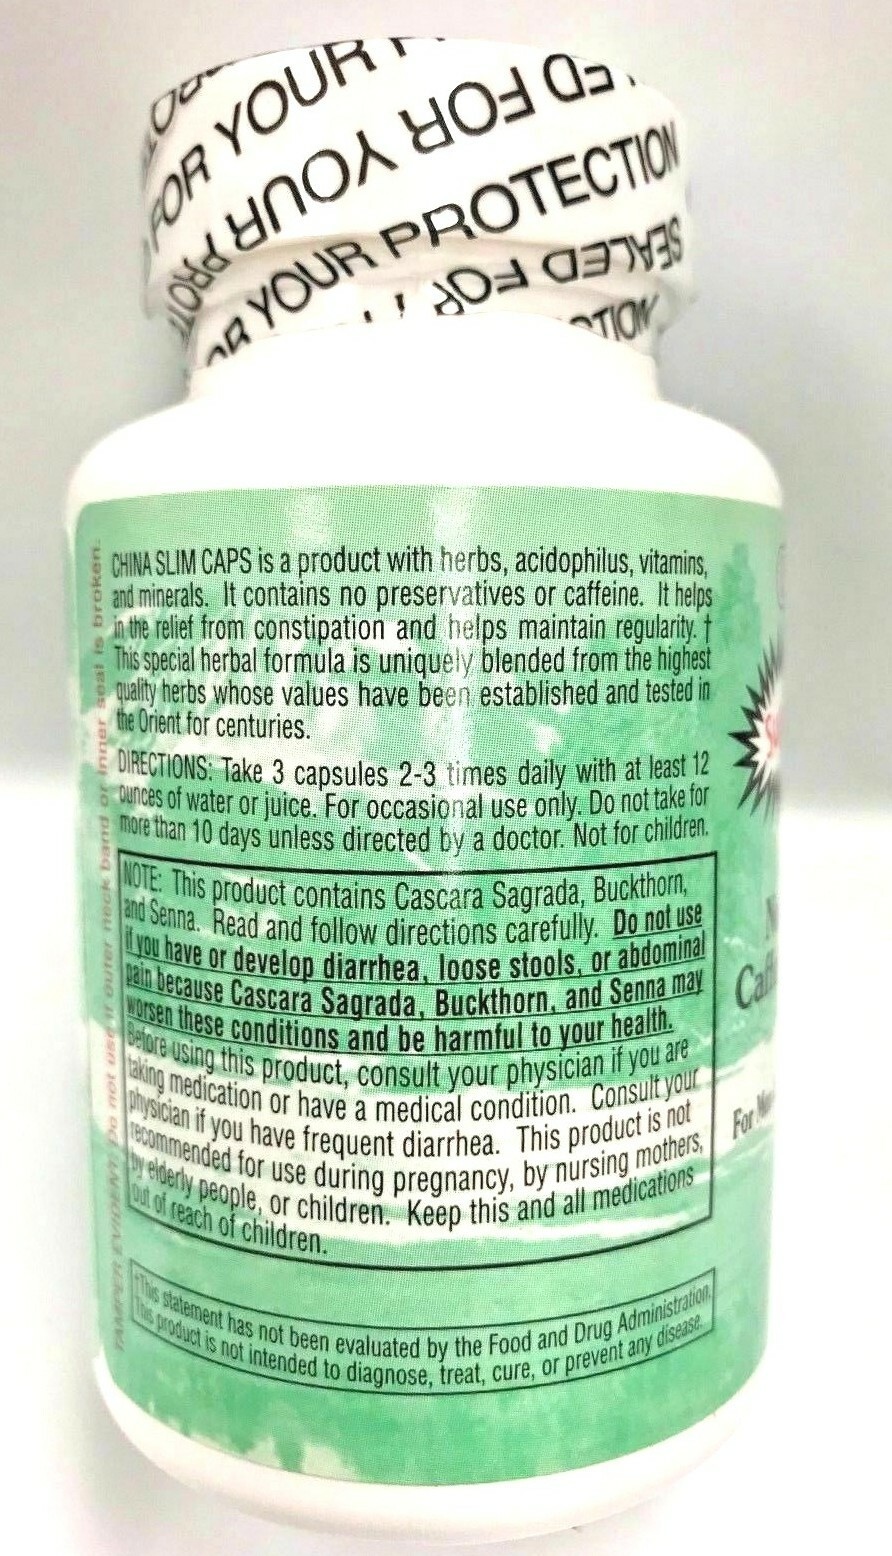 FOR YOUR
ED FOR YOUR
FOR YOUR PROTECTION
SEALED FOR
CHINA SLIM CAPS is a product with herbs, acidophilus, vitamins,
and minerals. It contains no preservatives or caffeine. It helps
in the relief from constipation and helps maintain regularity. †
This special herbal formula is uniquely blended from the highest
quality herbs whose values have been established and tested in
the Orient for centuries.
DIRECTIONS: Take 3 capsules 2-3 times daily with at least 12
ounces of water or juice. For occasional use only. Do not take for
more than 10 days unless directed by a doctor. Not for children.
NOTE: This product contains Cascara Sagrada, Buckthorn,
and Senna. Read and follow directions carefully. Do not use
if you have or develop diarrhea, loose stools, or abdominal
pain because Cascara Sagrada, Buckthorn, and Senna may
worsen these conditions and be harmful to your health.
Before using this product, consult your physician if you are
taking medication or have a medical condition. Consult your
physician if you have frequent diarrhea. This product is not
recommended for use during pregnancy, by nursing mothers,
by elderly people, or children. Keep this and all medications
out of reach of children.
†This statement has not been evaluated by the Food and Drug Administration.
This product is not intended to diagnose, treat, cure, or prevent any disease.
TAMPER EVIDENT: Do not use if outer neck band or inner seal is broken.
For